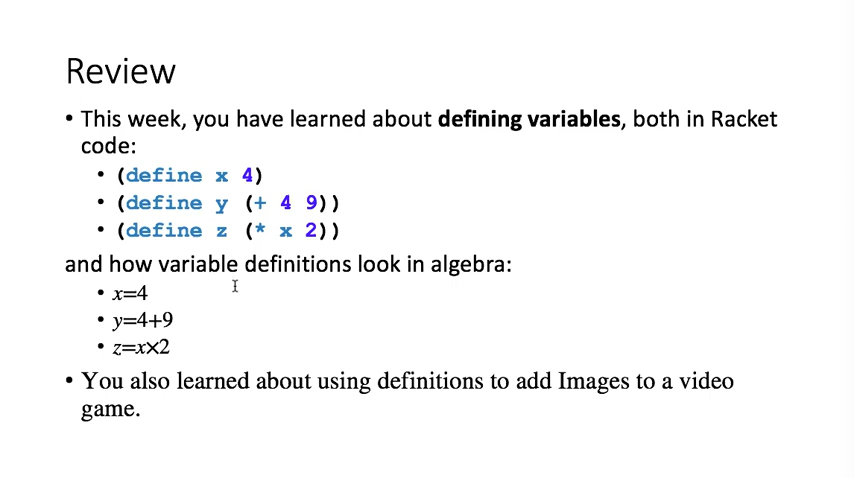 Review
• This week, you have learned about defining variables, both in Racket
code:
• (define x 4)
• (define y (+ 4 9))
• (define z (* x 2))
and how variable definitions look in algebra:
• x=4
• y=4+9
• z=x×2
• You also learned about using definitions to add Images to a video
game.